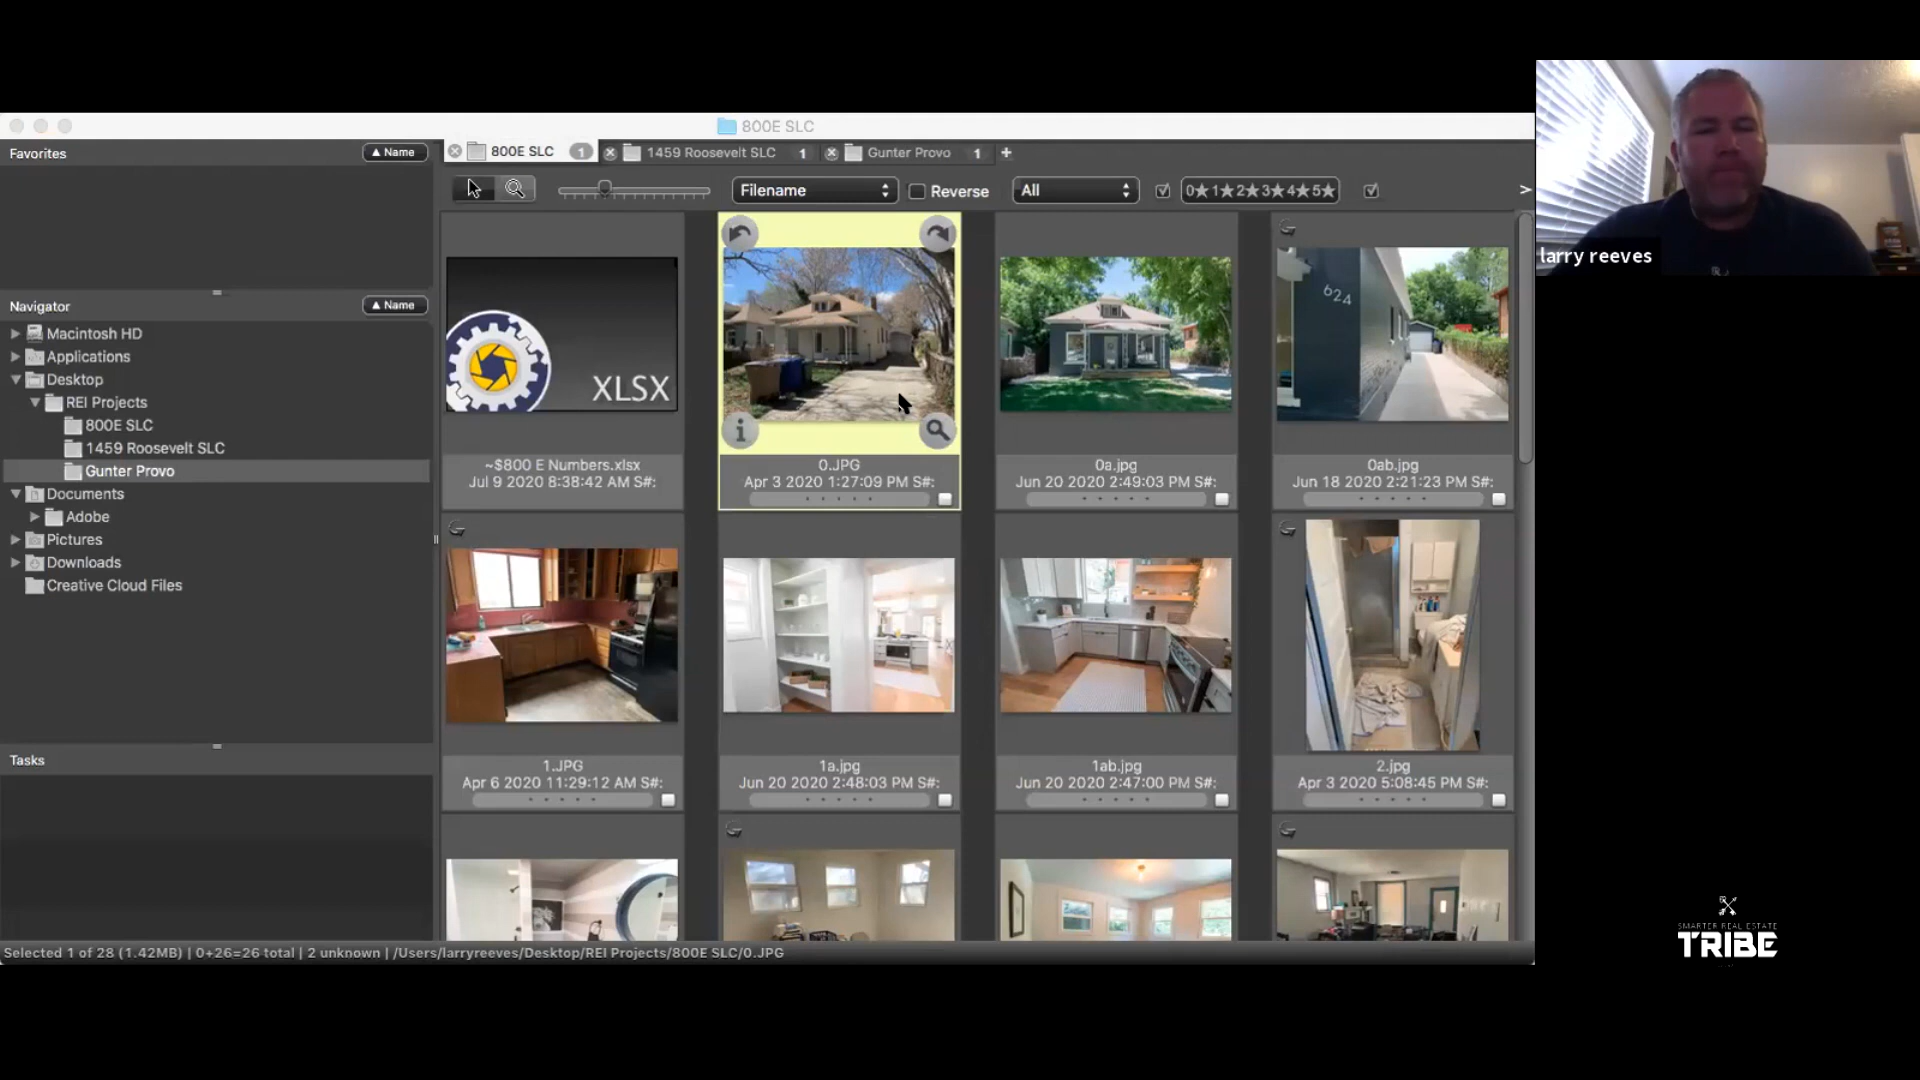 800E SLC
Favorites
▲ Name
800E SLC 1
1459 Roosevelt SLC 1
Gunter Provo 1
+
Filename
Reverse
All
0★1★2★3★4★5★
>
Navigator
▲ Name
Macintosh HD
Applications
Desktop
REI Projects
800E SLC
1459 Roosevelt SLC
Gunter Provo
Documents
Adobe
Pictures
Downloads
Creative Cloud Files
Tasks
XLSX
624
~$800 E Numbers.xlsx
Jul 9 2020 8:38:42 AM S#:
0.JPG
Apr 3 2020 1:27:09 PM S#:
0a.jpg
Jun 20 2020 2:49:03 PM S#:
0ab.jpg
Jun 18 2020 2:21:23 PM S#:
1.JPG
Apr 6 2020 11:29:12 AM S#:
1a.jpg
Jun 20 2020 2:48:03 PM S#:
1ab.jpg
Jun 20 2020 2:47:00 PM S#:
2.jpg
Apr 3 2020 5:08:45 PM S#:
Selected 1 of 28 (1.42MB) | 0+26=26 total | 2 unknown | /Users/larryreeves/Desktop/REI Projects/800E SLC/0.JPG
larry reeves
SMARTER REAL ESTATE
TRIBE